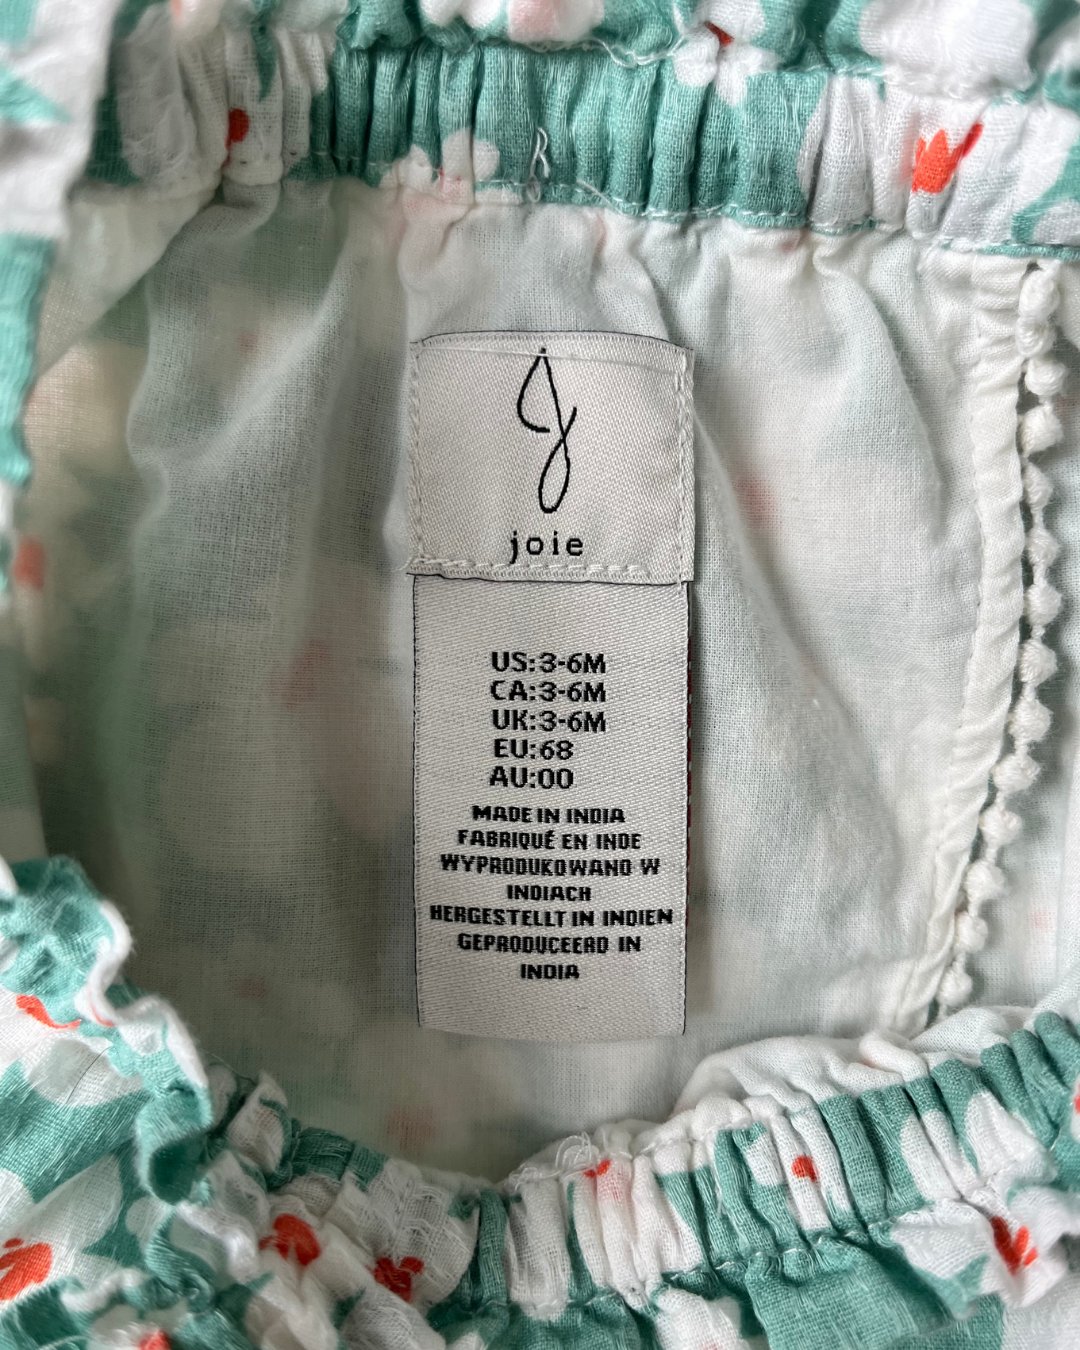 J
joie
US:3-6M
CA:3-6M
UK:3-6M
EU:68
AU:00
MADE IN INDIA
FABRIQUÉ EN INDE
WYPRODUKOWANO W
INDIACH
HERGESTELLT IN INDIEN
GEPRODUCEERD IN
INDIA